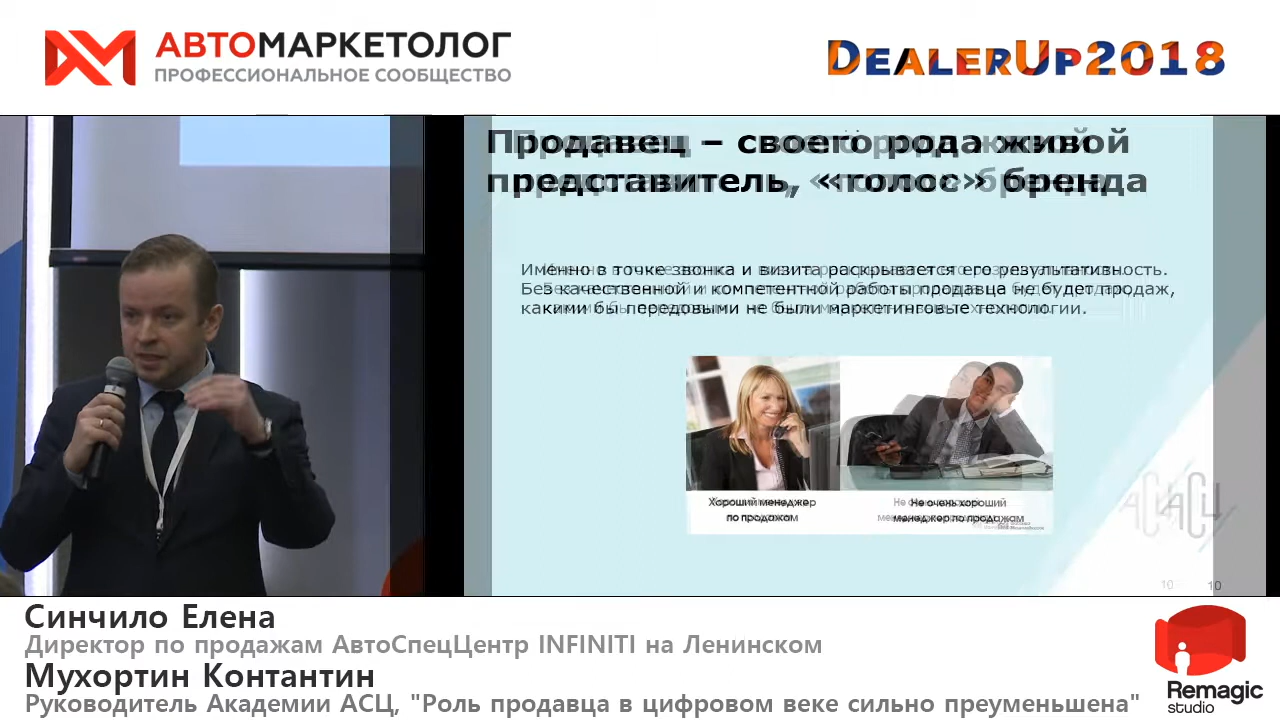 АВТОМАРКЕТОЛОГ
ПРОФЕССИОНАЛЬНОЕ СООБЩЕСТВО
DEALERUP2018
Продавец – своего рода живой
представитель, «голос» бренда
Именно в точке звонка и визита раскрывается его результативность.
Без качественной и компетентной работы продавца не будет продаж,
какими бы передовыми не были маркетинговые технологии.
Хороший менеджер
по продажам
Не очень хороший
менеджер по продажам
АСЦ
10
10
Синчило Елена
Директор по продажам АвтоСпецЦентр INFINITI на Ленинском
Мухортин Контантин
Руководитель Академии АСЦ, "Роль продавца в цифровом веке сильно преуменьшена"
Remagic
studio